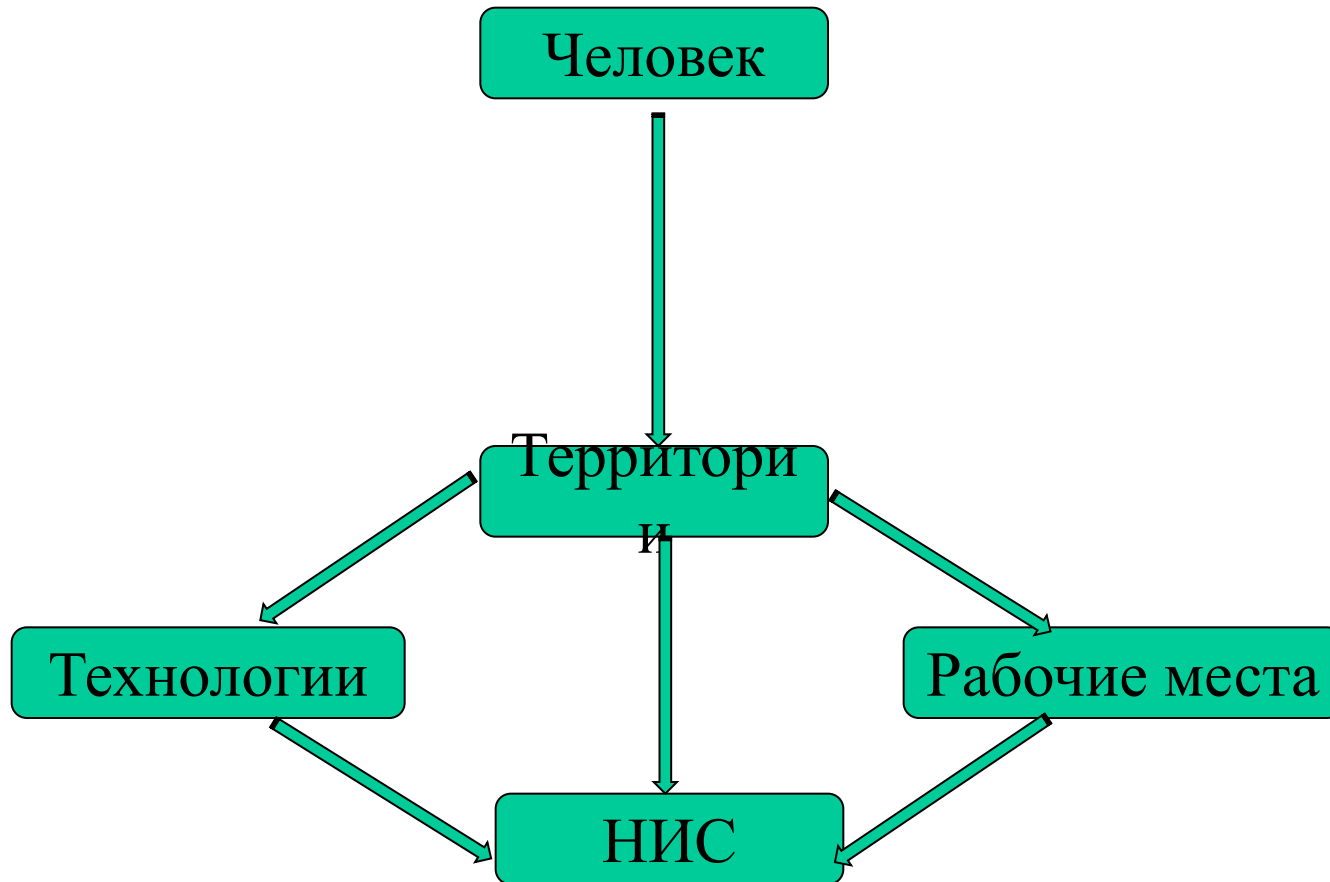 Человек
Территори
и
Технологии
Рабочие места
НИС